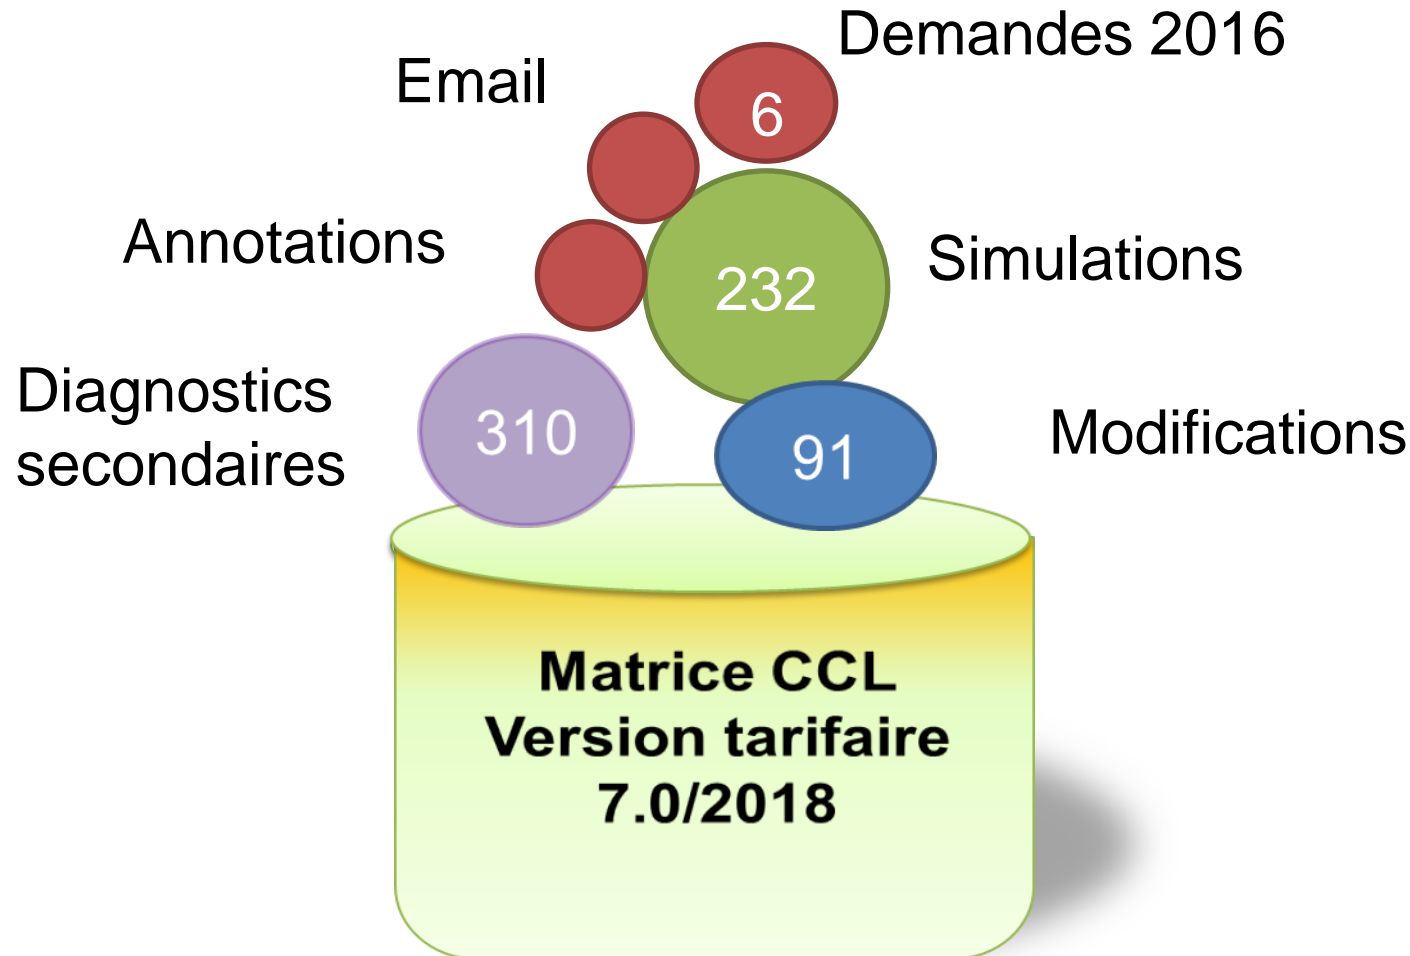 Demandes 2016
Email
6
Annotations
232
Simulations
Diagnostics
secondaires
310
91
Modifications
Matrice CCL
Version tarifaire
7.0/2018